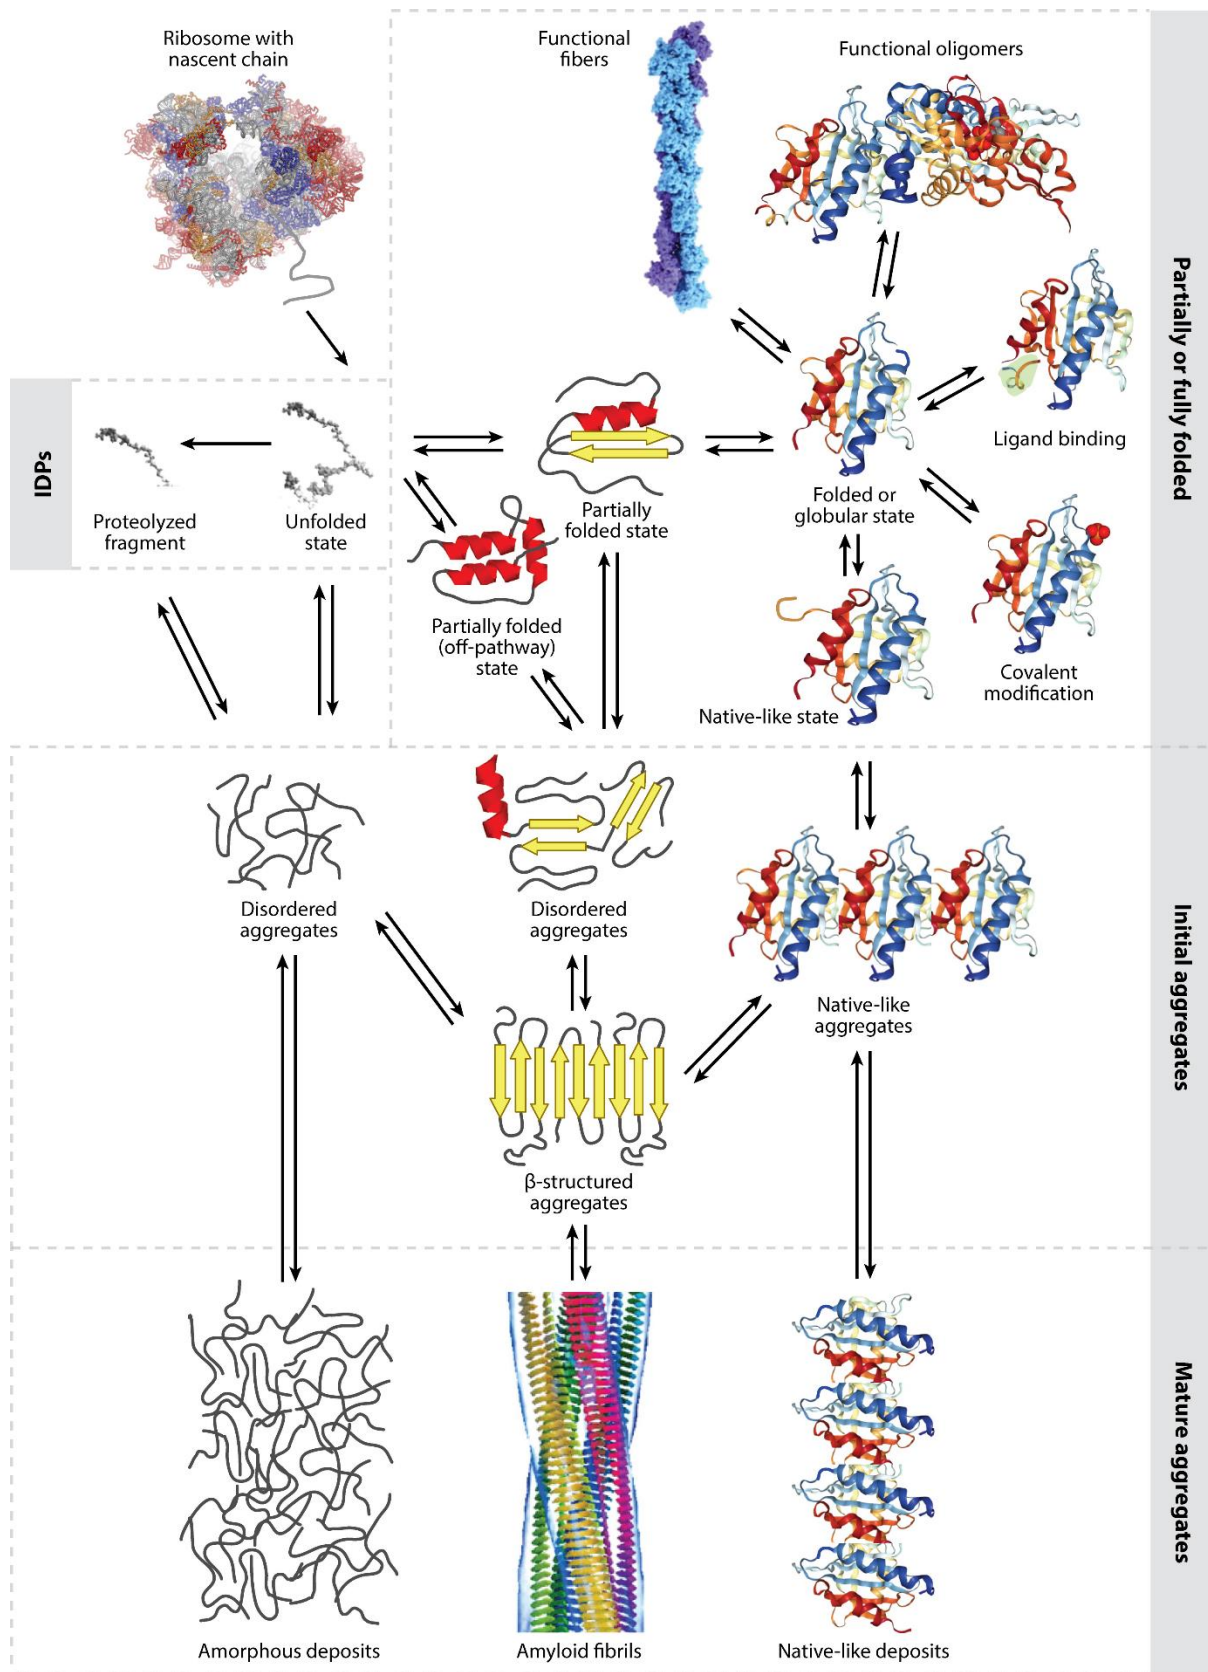 Ribosome with
nascent chain
Functional
fibers
Functional oligomers
Partially or fully folded
Ligand binding
IDPs
Proteolyzed
fragment
Unfolded
state
Partially
folded state
Folded or
globular state
Partially folded
(off-pathway)
state
Covalent
modification
Native-like state
Initial aggregates
Disordered
aggregates
Disordered
aggregates
Native-like
aggregates
β-structured
aggregates
Mature aggregates
Amorphous deposits
Amyloid fibrils
Native-like deposits